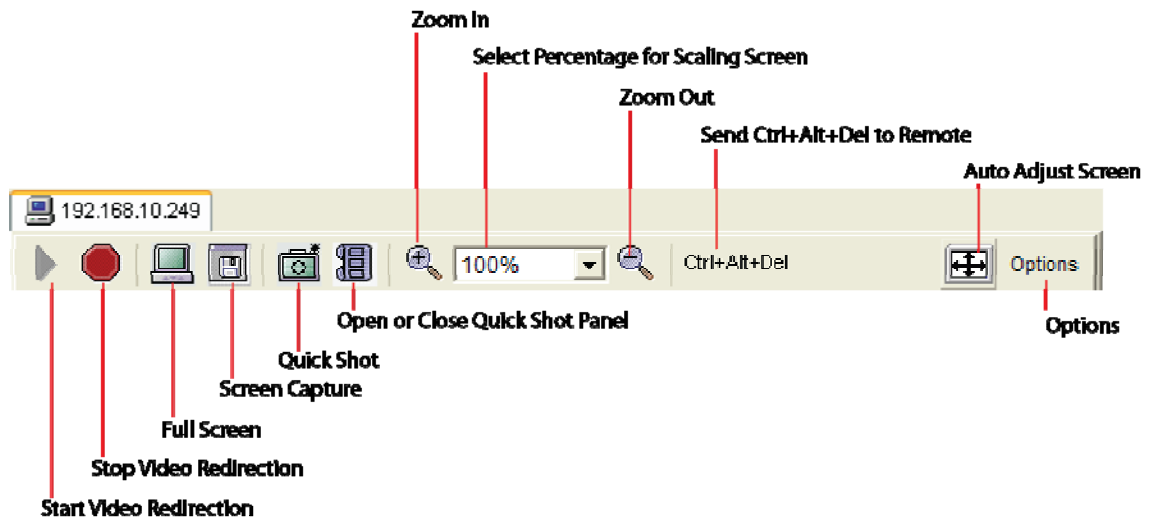 Zoom In
Select Percentage for Scaling Screen
Zoom Out
Send Ctrl+Alt+Del to Remote
Auto Adjust Screen
192.168.10.249
100%
Ctrl+Alt+Del
Options
Open or Close Quick Shot Panel
Options
Quick Shot
Screen Capture
Full Screen
Stop Video Redirection
Start Video Redirection